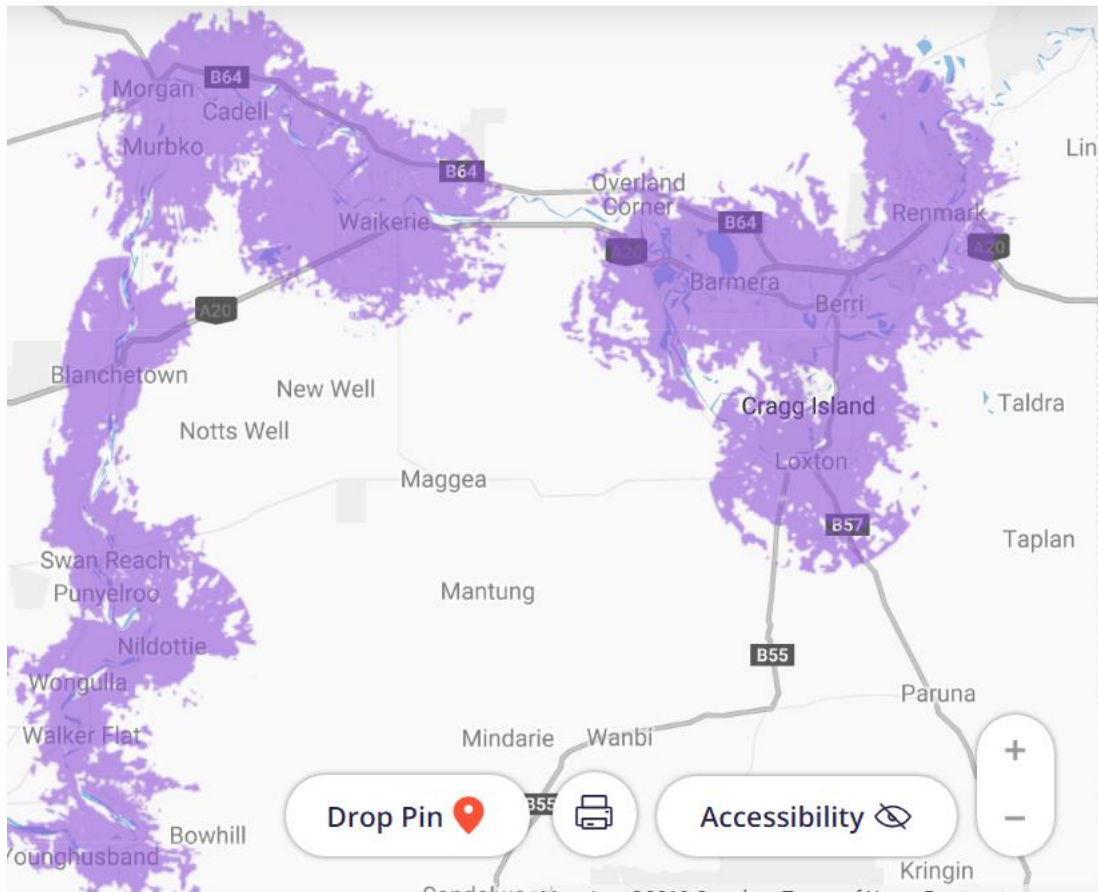 B64
Morgan
Cadell
Murbko
Lin
B64
Overland
Corner
Renmark
Waikerie
B64
A20
A20
Barmera
Berri
A20
Blanchetown
New Well
Cragg Island
Taldra
Notts Well
Loxton
Maggea
B57
Taplan
Swan Reach
Punyelroo
Mantung
Nildottie
B55
Wongulla
Paruna
Walker Flat
Mindarie
Wanbi
B55
Drop Pin
Accessibility
Bowhill
Younghusband
Kringin